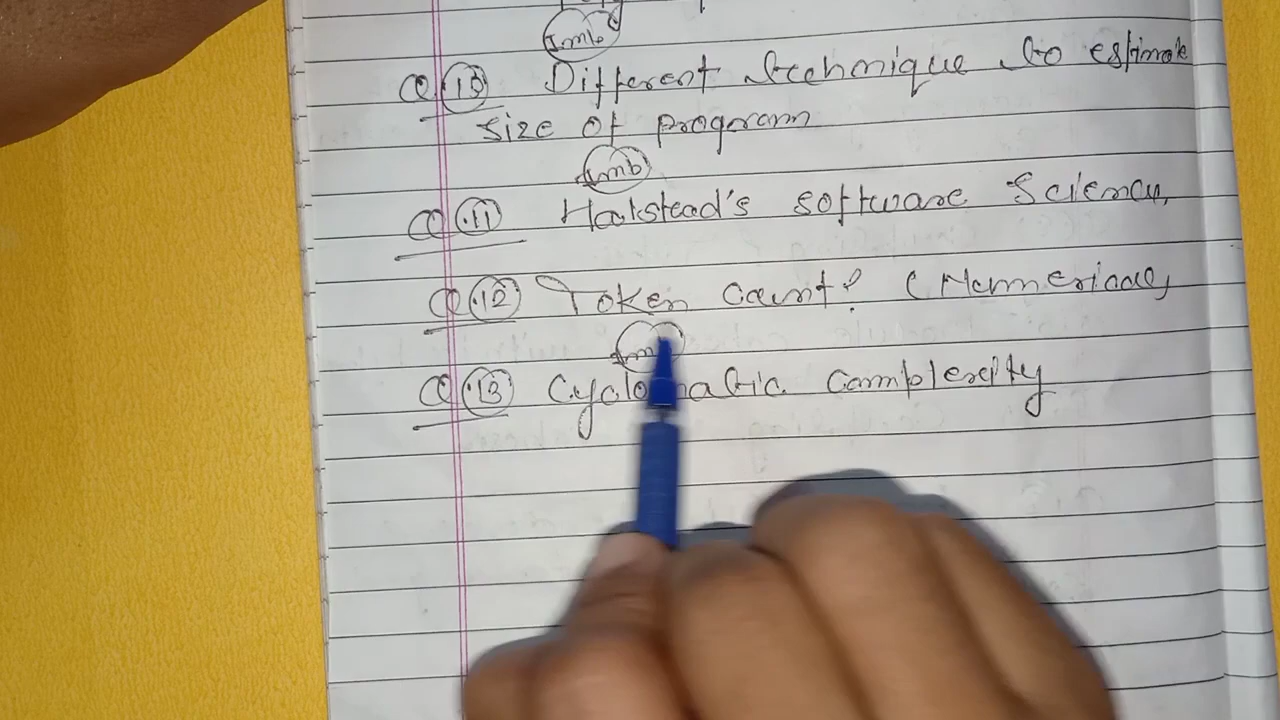 Imb
Q.10 Different technique to estimate
size of program
Imb
Q.11 Halstead's software Science,
Q.12 Token Count? (Numerical,
Imb
Q.13 Cyclomatic Complexity